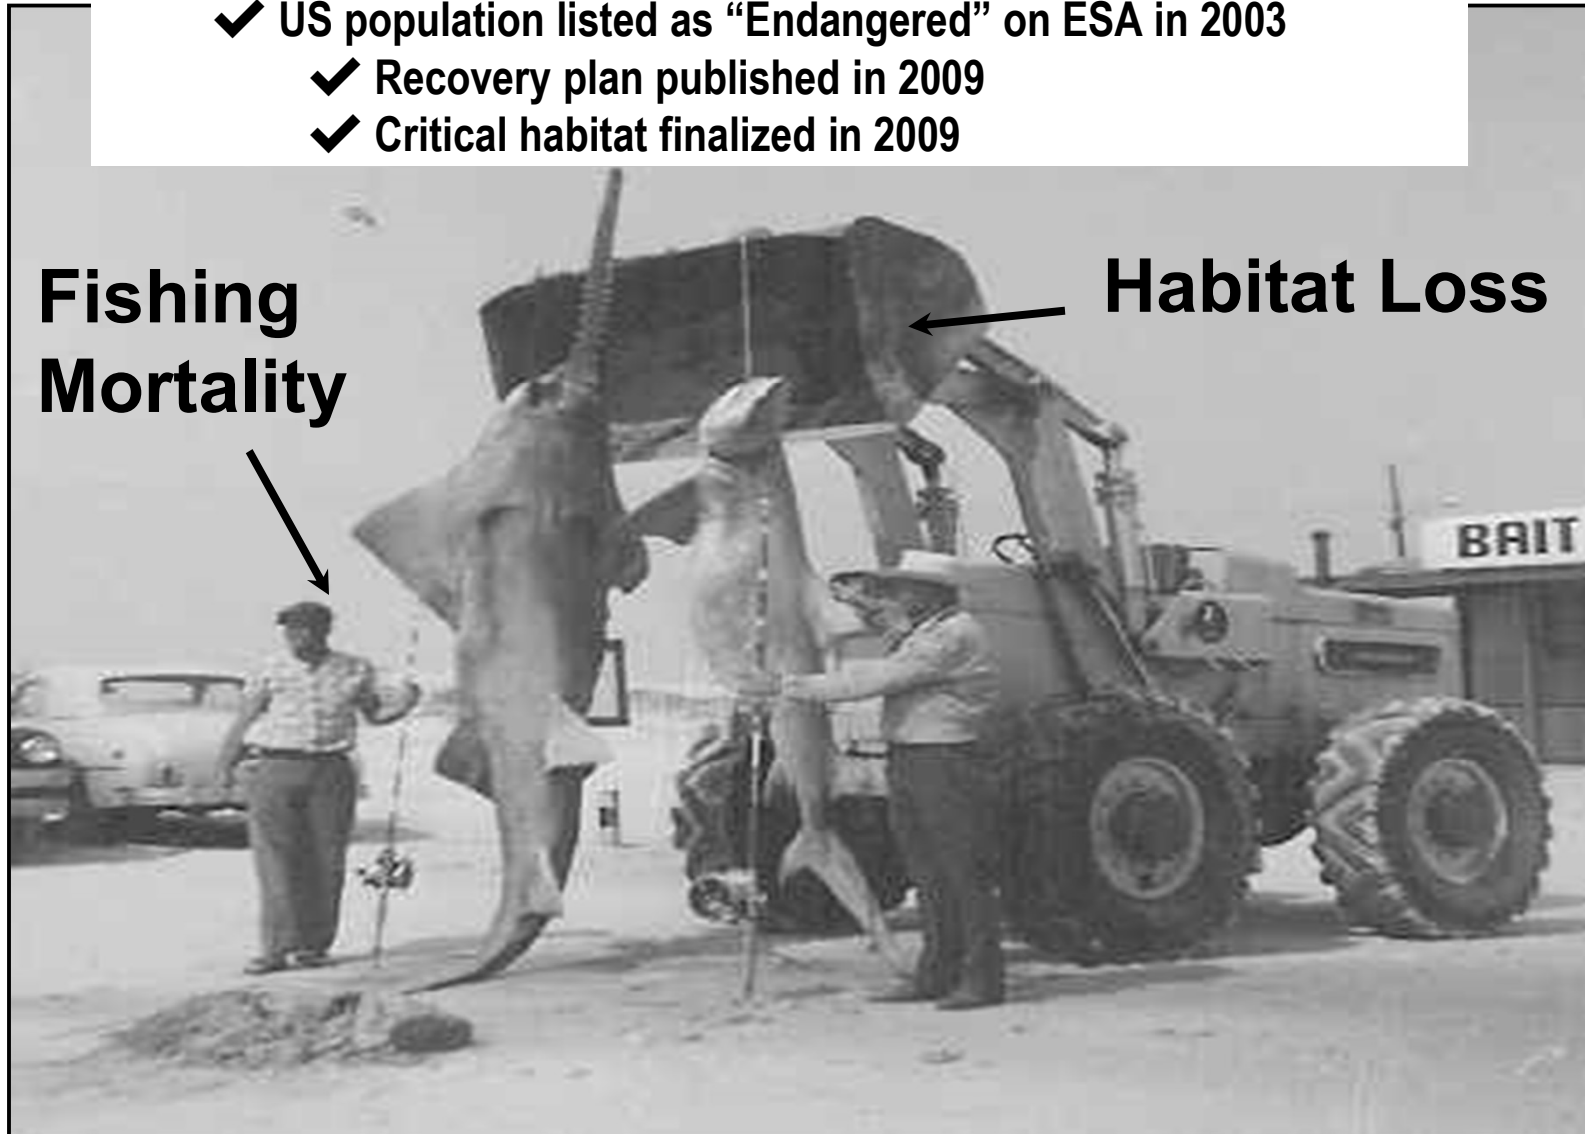 ✔ US population listed as “Endangered” on ESA in 2003
✔ Recovery plan published in 2009
✔ Critical habitat finalized in 2009
Fishing
Mortality
Habitat Loss
BAIT